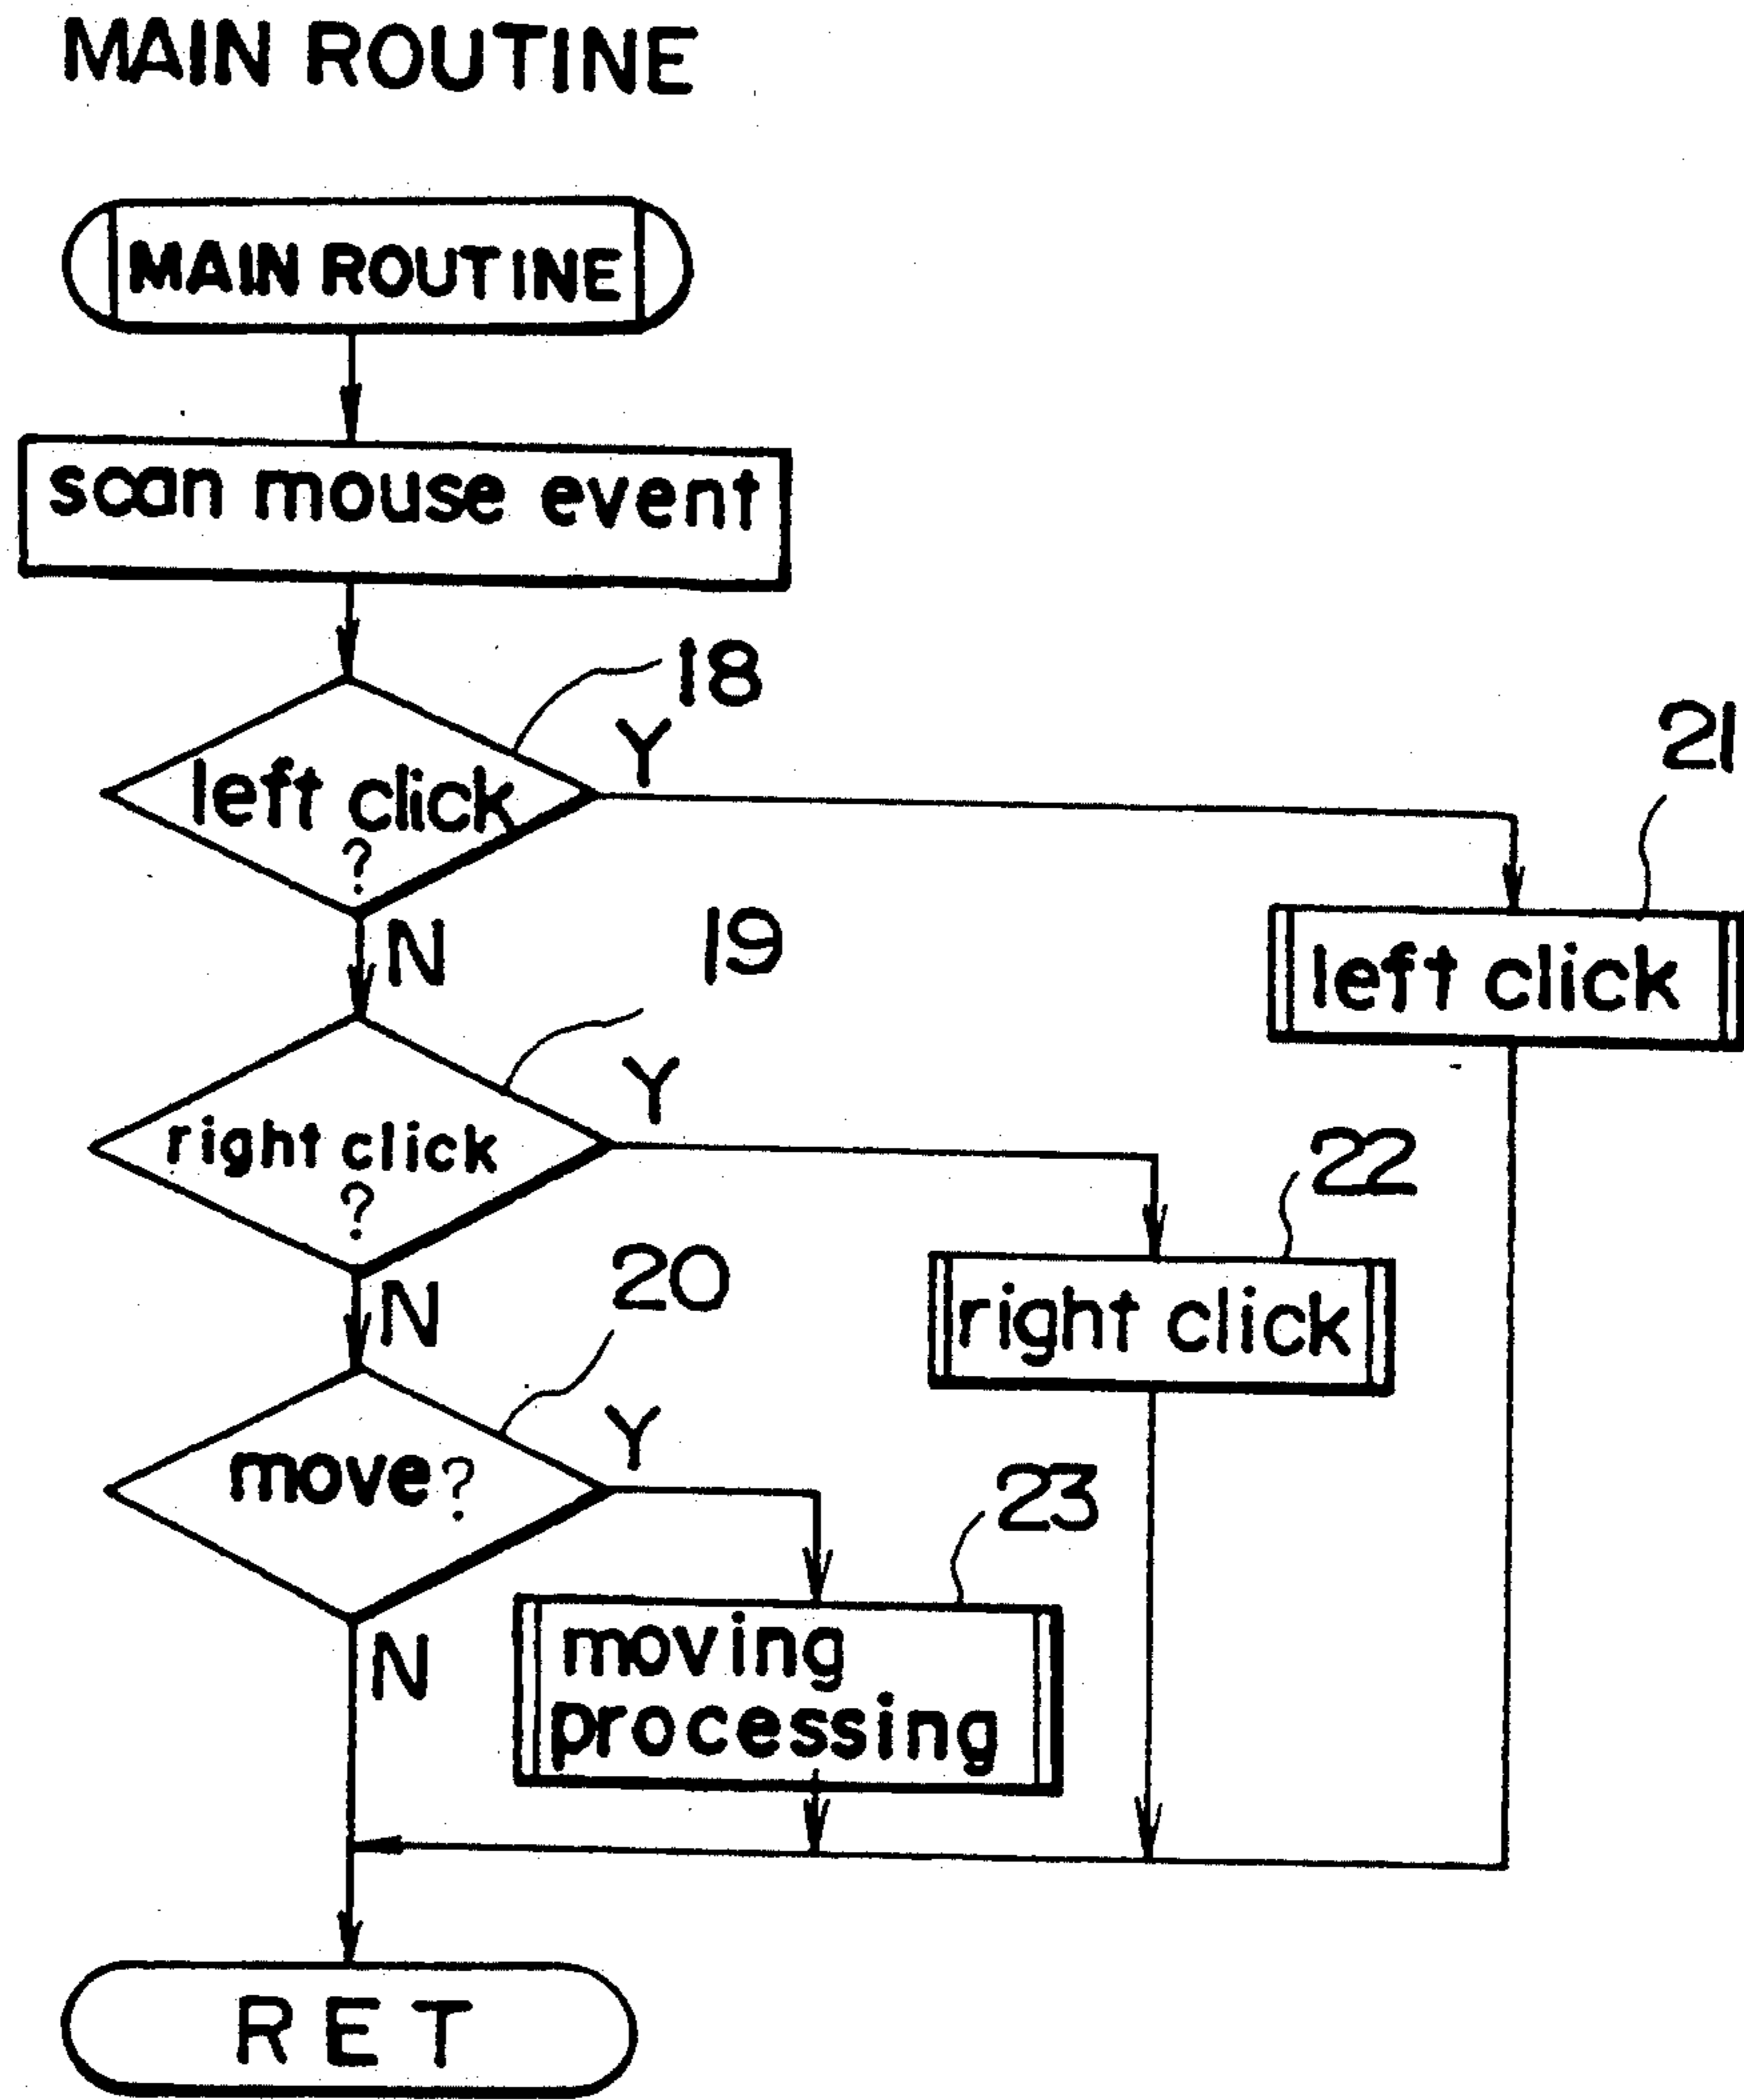 MAIN ROUTINE
MAIN ROUTINE
scan mouse event
18
Y
left click
?
21
N
19
left click
Y
right click
?
22
N
20
right click
Y
move?
23
N
moving
processing
RET